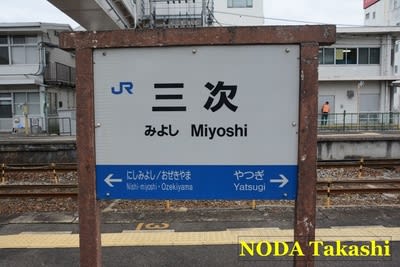 JR
三次
みよし Miyoshi
にしみよし/おぜきやま
Nishi-miyoshi・Ozekiyama
やつぎ
Yatsugi
NODA Takashi